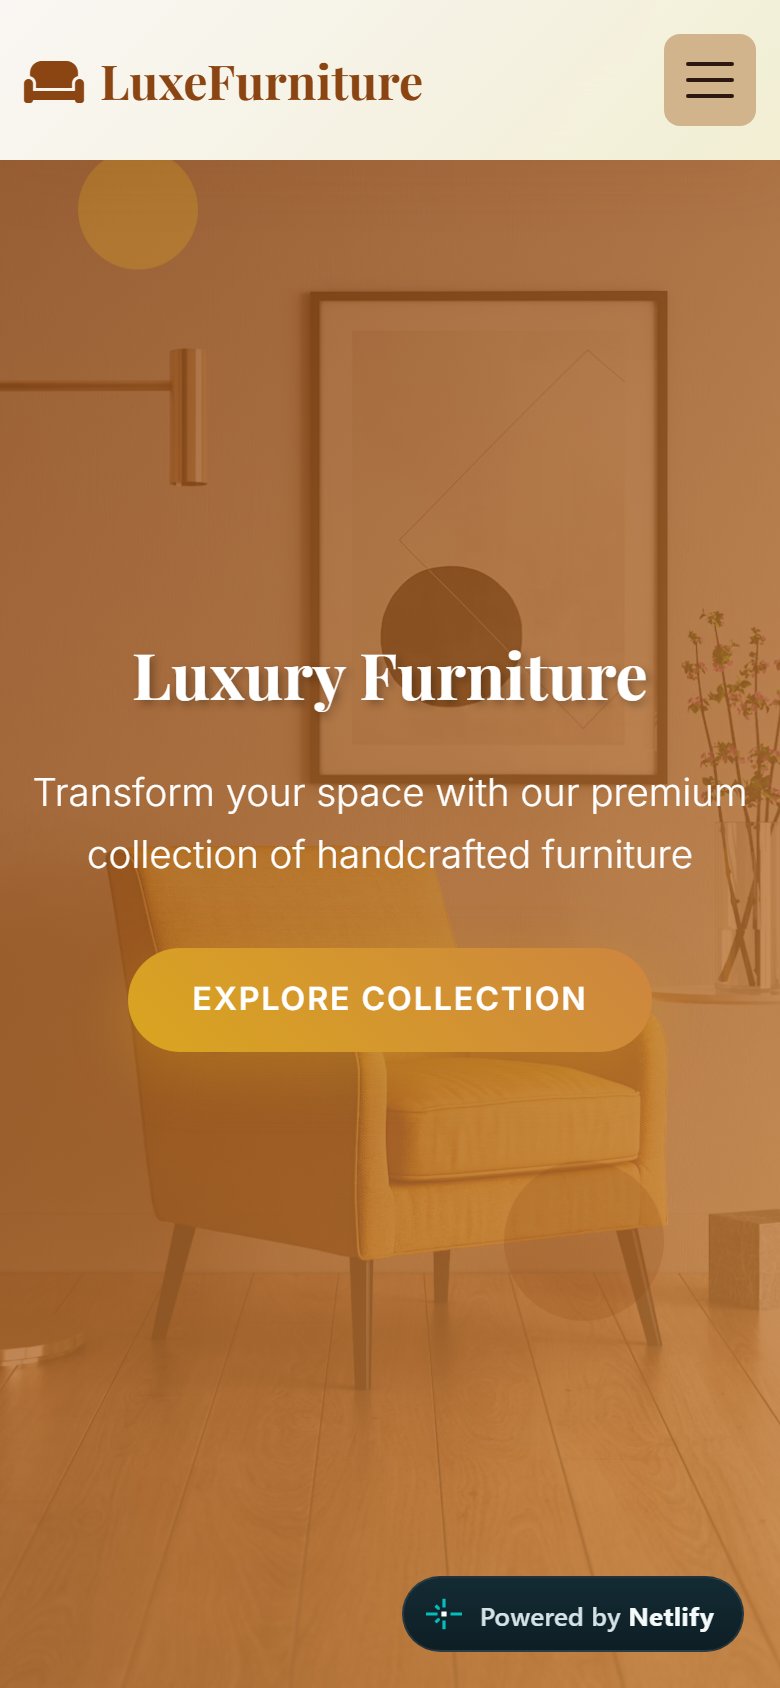 LuxeFurniture
Luxury Furniture
Transform your space with our premium
collection of handcrafted furniture
EXPLORE COLLECTION
Powered by Netlify